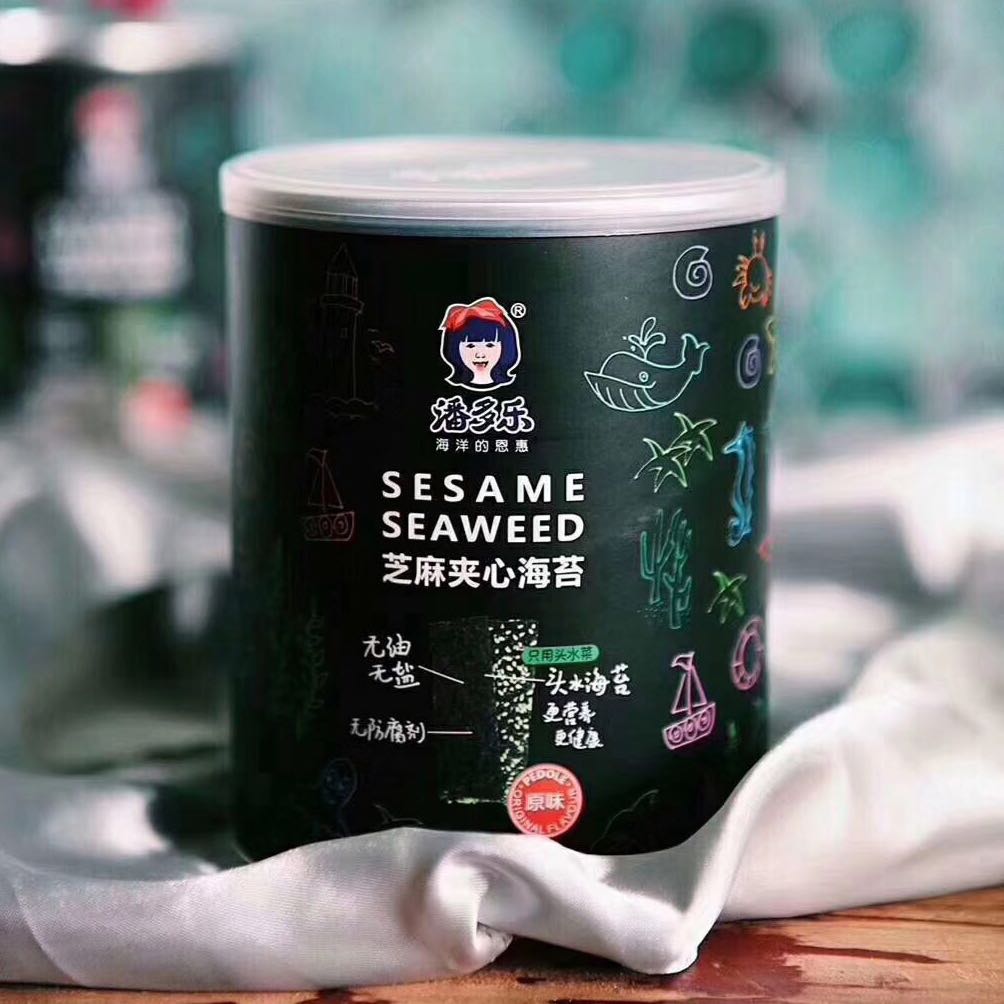 ®
潘多乐
海洋的恩惠
SESAME
SEAWEED
芝麻夹心海苔
无油
无盐
无防腐剂
只用头水菜
头水海苔
更营养
更健康
PEDOLE
原味
ORIGINAL FLAVOUR